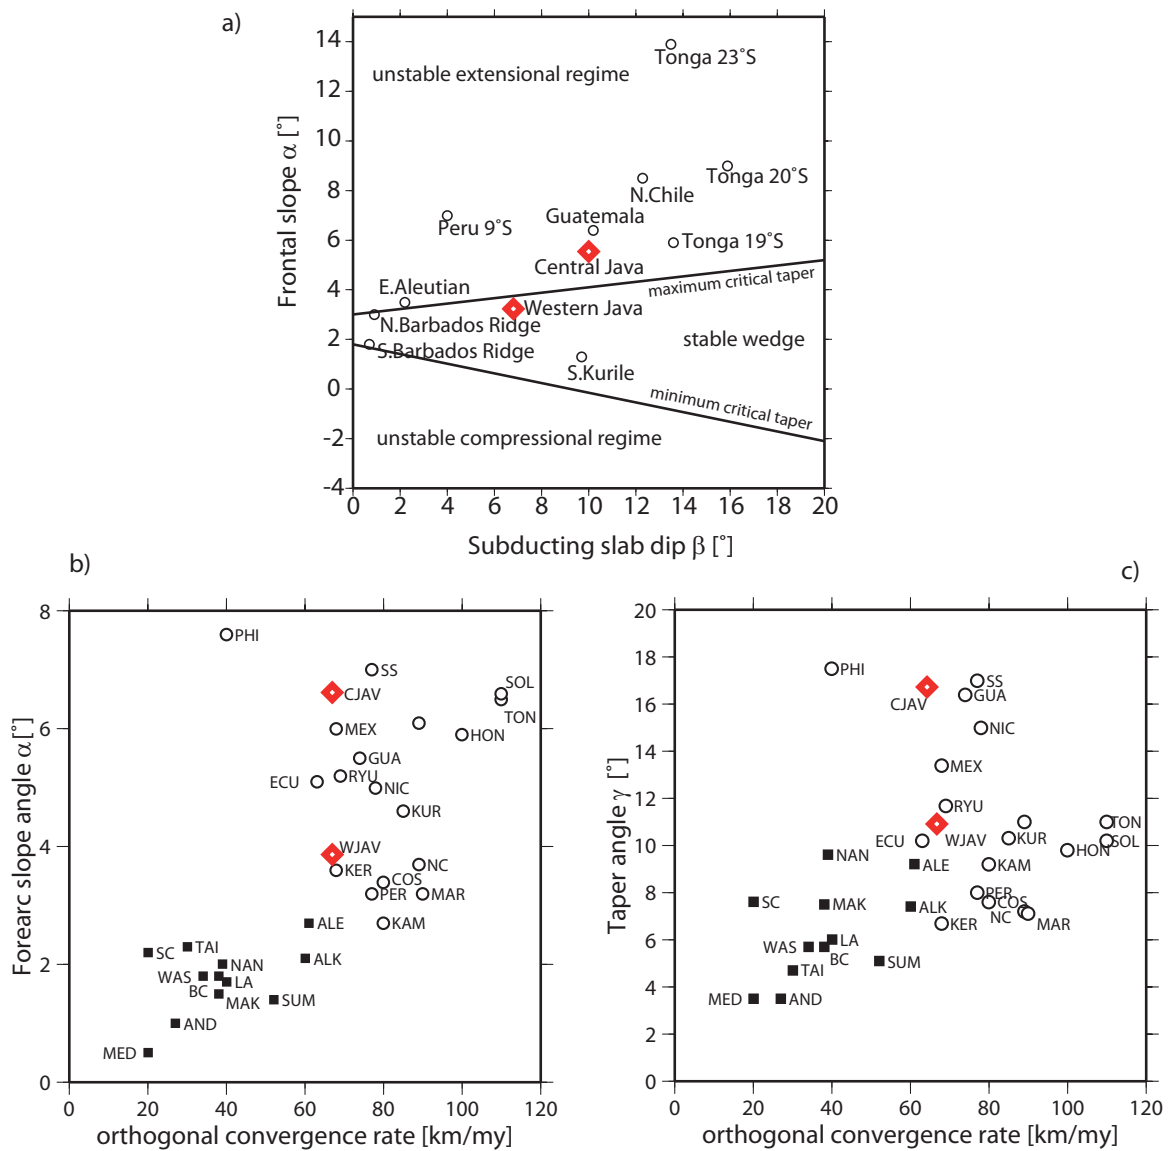 a)
14
12
10
8
6
4
2
0
-2
-4
Frontal slope α [˚]
unstable extensional regime
Tonga 23˚S
Tonga 20˚S
N.Chile
Guatemala
Peru 9˚S
Tonga 19˚S
Central Java
E.Aleutian
maximum critical taper
Western Java
N.Barbados Ridge
stable wedge
S.Barbados Ridge
S.Kurile
minimum critical taper
unstable compressional regime
0 2 4 6 8 10 12 14 16 18 20
Subducting slab dip β [˚]
b)
8
6
4
2
0
Forearc slope angle α[˚]
PHI
SS
SOL
CJAV
TON
MEX
HON
GUA
RYU
ECU
NIC
KUR
WJAV
KER
NC
COS
PER
MAR
ALE
KAM
TAI
SC
ALK
NAN
WAS
LA
BC
MAK
SUM
AND
MED
0 20 40 60 80 100 120
orthogonal convergence rate [km/my]
c)
20
18
16
14
12
10
8
6
4
2
0
Taper angle γ [˚]
PHI
SS
GUA
CJAV
NIC
MEX
RYU
TON
ECU
WJAV
KUR
SOL
HON
NAN
ALE
KAM
PER
SC
MAK
ALK
COS
NC
KER
MAR
WAS
LA
BC
SUM
TAI
MED
AND
0 20 40 60 80 100 120
orthogonal convergence rate [km/my]